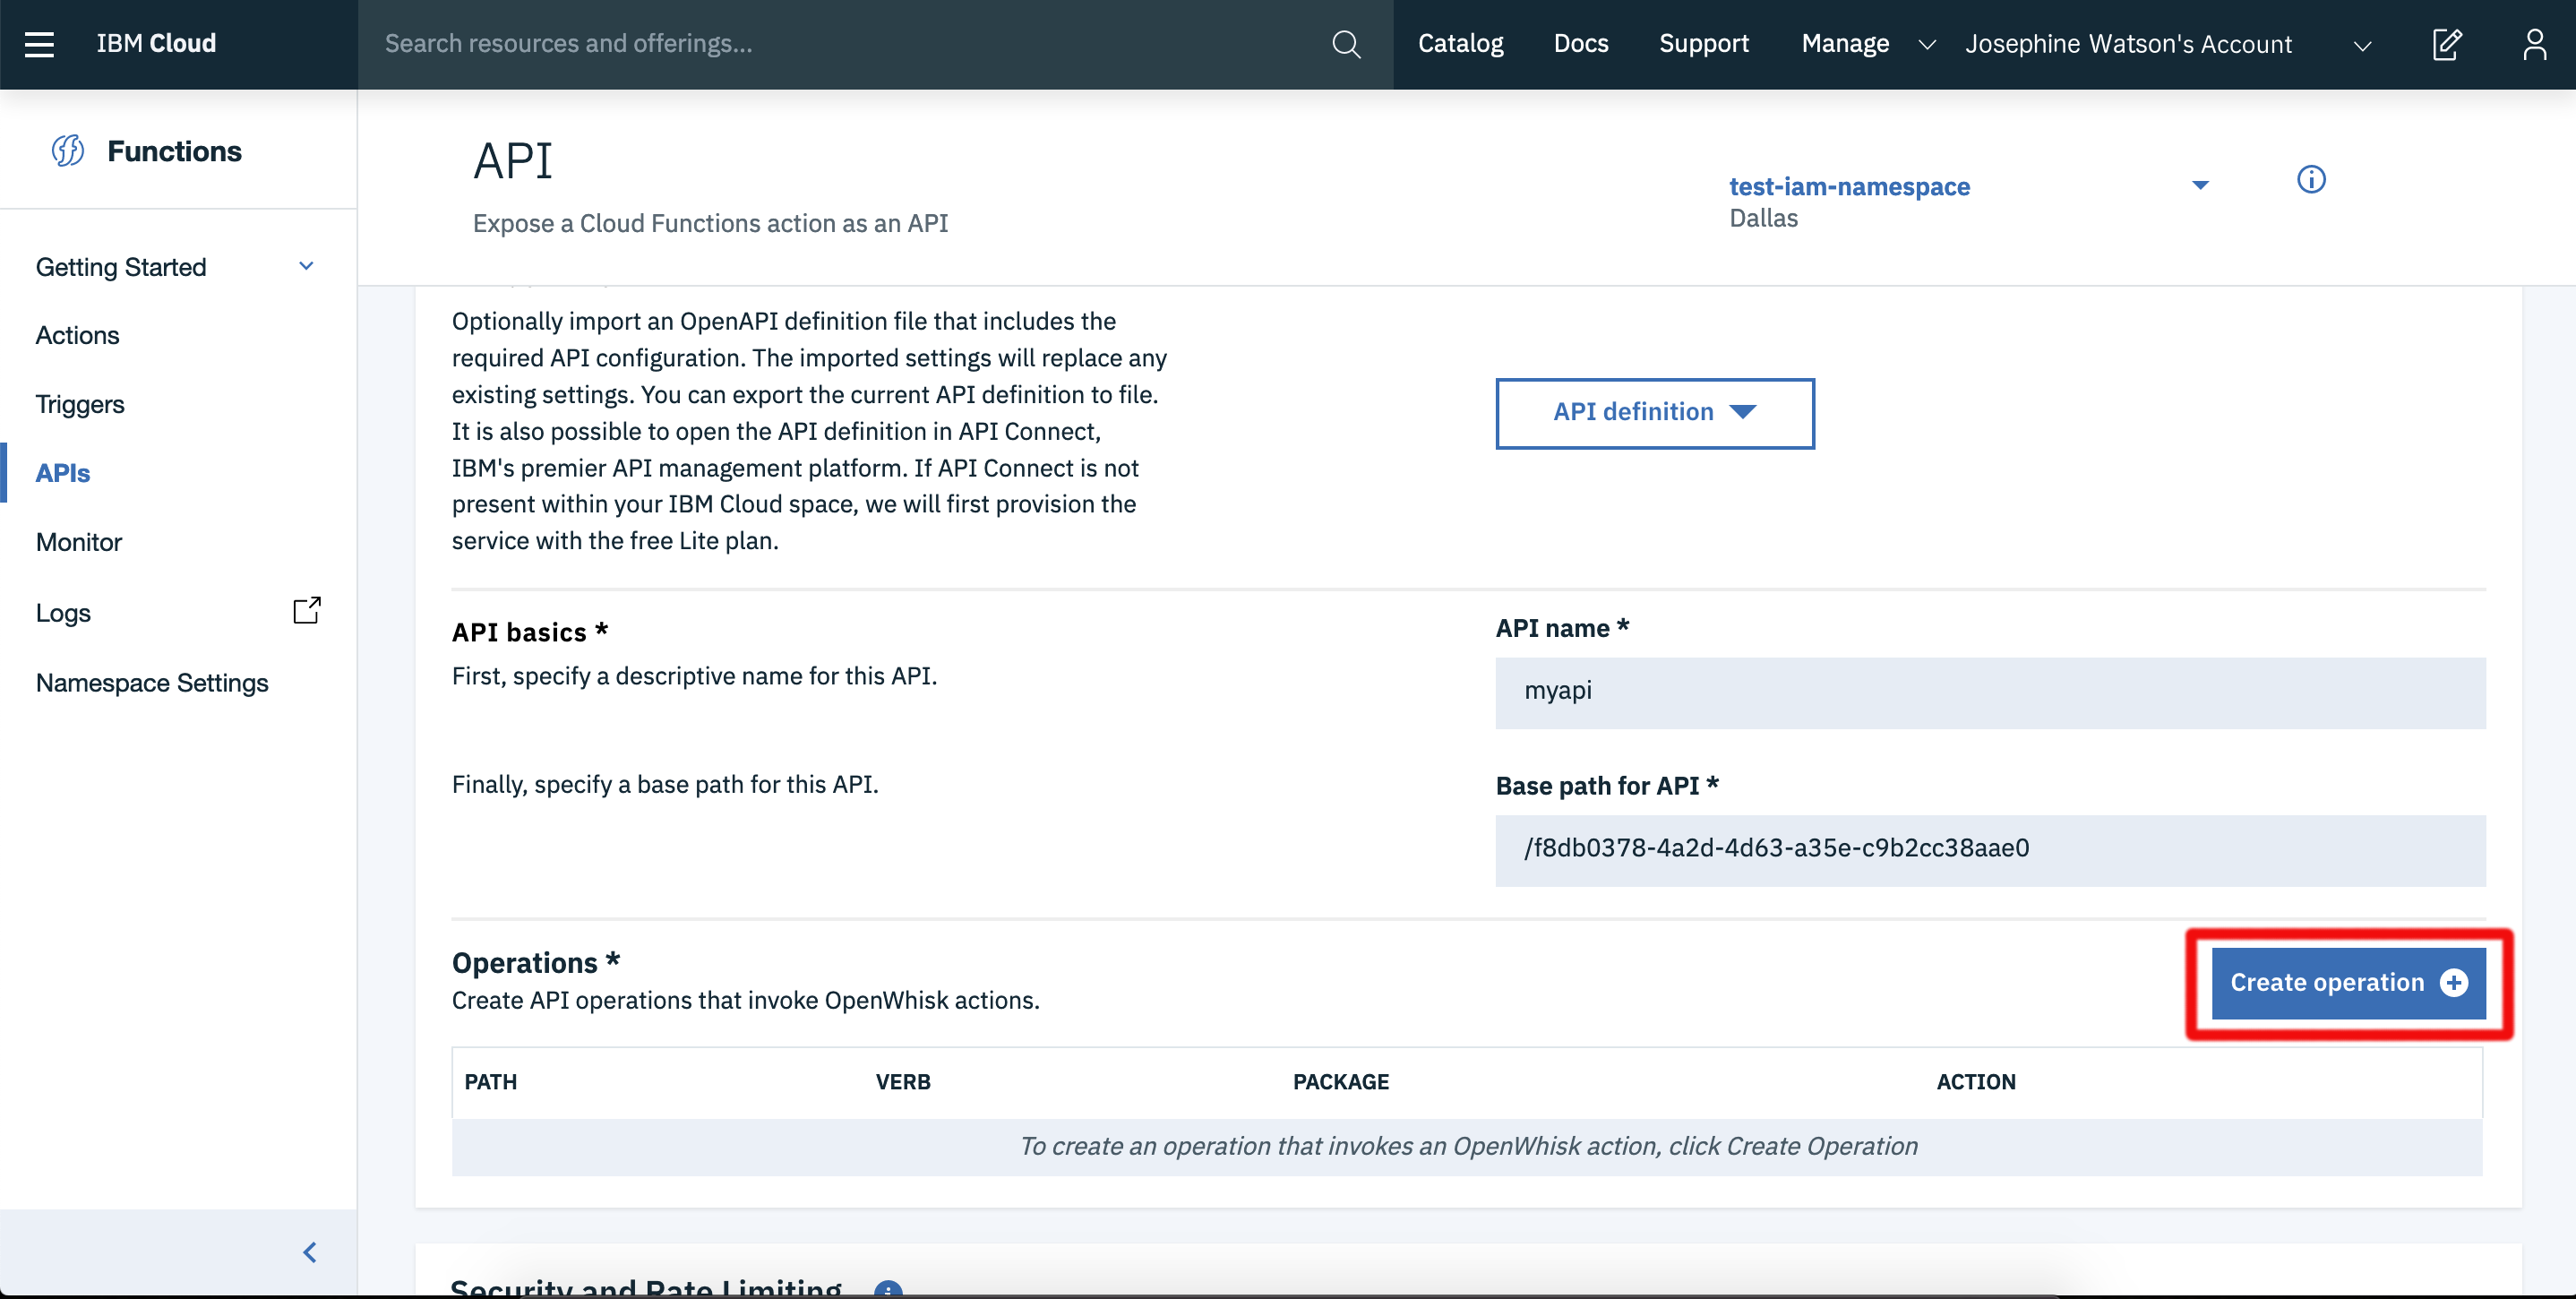 IBM Cloud
Search resources and offerings...
Catalog
Docs
Support
Manage
Josephine Watson's Account
Functions
Getting Started
Actions
Triggers
APIs
Monitor
Logs
Namespace Settings
API
Expose a Cloud Functions action as an API
test-iam-namespace
Dallas
Optionally import an OpenAPI definition file that includes the
required API configuration. The imported settings will replace any
existing settings. You can export the current API definition to file.
It is also possible to open the API definition in API Connect,
IBM's premier API management platform. If API Connect is not
present within your IBM Cloud space, we will first provision the
service with the free Lite plan.
API definition
API basics *
First, specify a descriptive name for this API.
API name *
myapi
Finally, specify a base path for this API.
Base path for API *
/f8db0378-4a2d-4d63-a35e-c9b2cc38aae0
Operations *
Create API operations that invoke OpenWhisk actions.
Create operation
PATH
VERB
PACKAGE
ACTION
To create an operation that invokes an OpenWhisk action, click Create Operation
Security and Rate Limiting